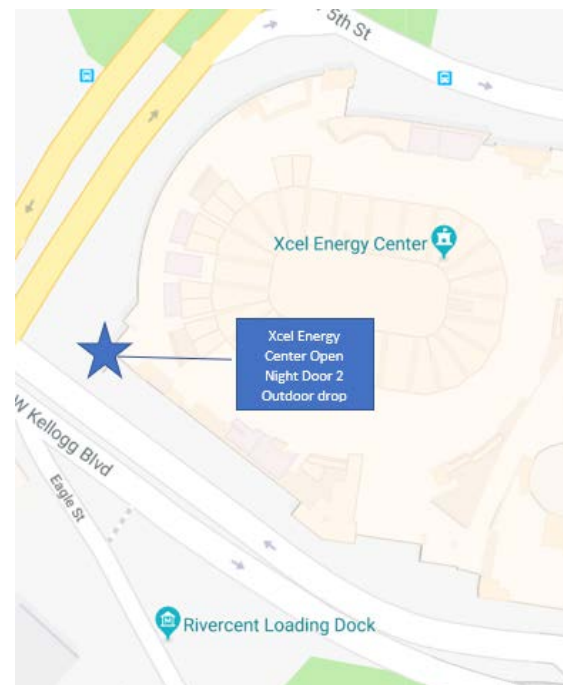 5th St
Xcel Energy Center
Xcel Energy
Center Open
Night Door 2
Outdoor drop
W Kellogg Blvd
Eagle St
Rivercent Loading Dock